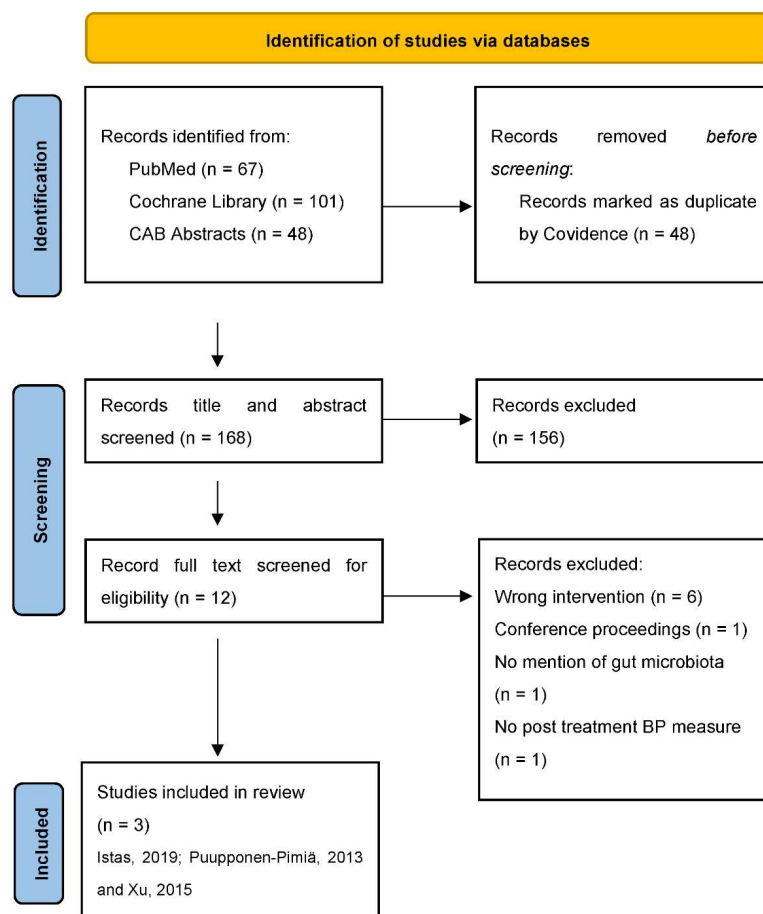 Identification of studies via databases
Identification
Records identified from:
PubMed (n = 67)
Cochrane Library (n = 101)
CAB Abstracts (n = 48)
Records removed before
screening:
Records marked as duplicate
by Covidence (n = 48)
Screening
Records title and abstract
screened (n = 168)
Records excluded
(n = 156)
Record full text screened for
eligibility (n = 12)
Records excluded:
Wrong intervention (n = 6)
Conference proceedings (n = 1)
No mention of gut microbiota
(n = 1)
No post treatment BP measure
(n = 1)
Included
Studies included in review
(n = 3)
Istas, 2019; Puupponen-Pimiä, 2013
and Xu, 2015